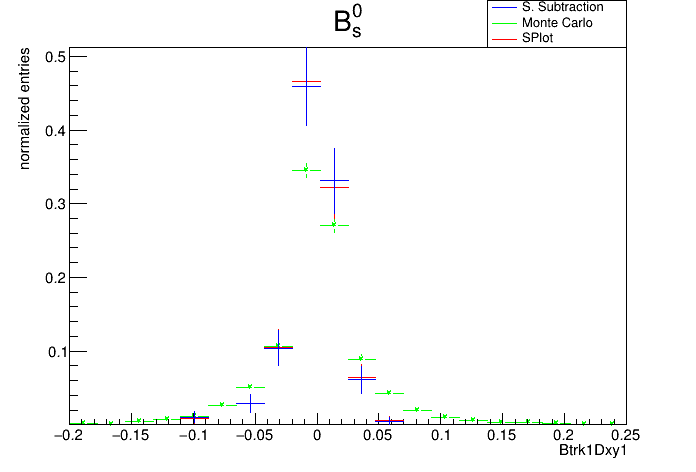 B⁰ₛ
S. Subtraction
Monte Carlo
SPlot
normalized entries
0.5
0.4
0.3
0.2
0.1
−0.2 −0.15 −0.1 −0.05 0 0.05 0.1 0.15 0.2 0.25
Btrk1Dxy1